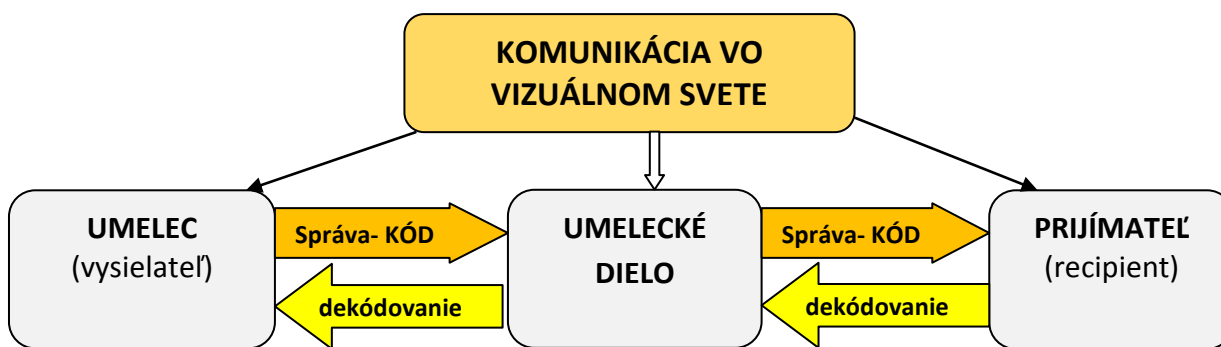 KOMUNIKÁCIA VO
VIZUÁLNOM SVETE
UMELEC
(vysielateľ)
Správa- KÓD
dekódovanie
UMELECKÉ
DIELO
Správa- KÓD
dekódovanie
PRIJÍMATEĽ
(recipient)